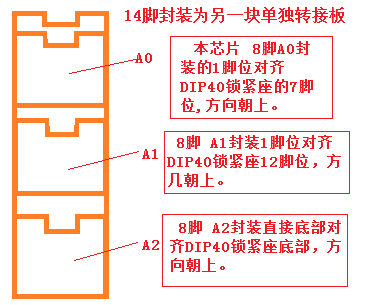 14脚封装为另一块单独转接板
A0
本芯片 8脚A0封
装的1脚位对齐
DIP40锁紧座的7脚
位,方向朝上。
A1
8脚 A1封装1脚位对齐
DIP40锁紧座12脚位，方
几朝上。
A2
8脚 A2封装直接底部对
齐DIP40锁紧座底部，方
向朝上。